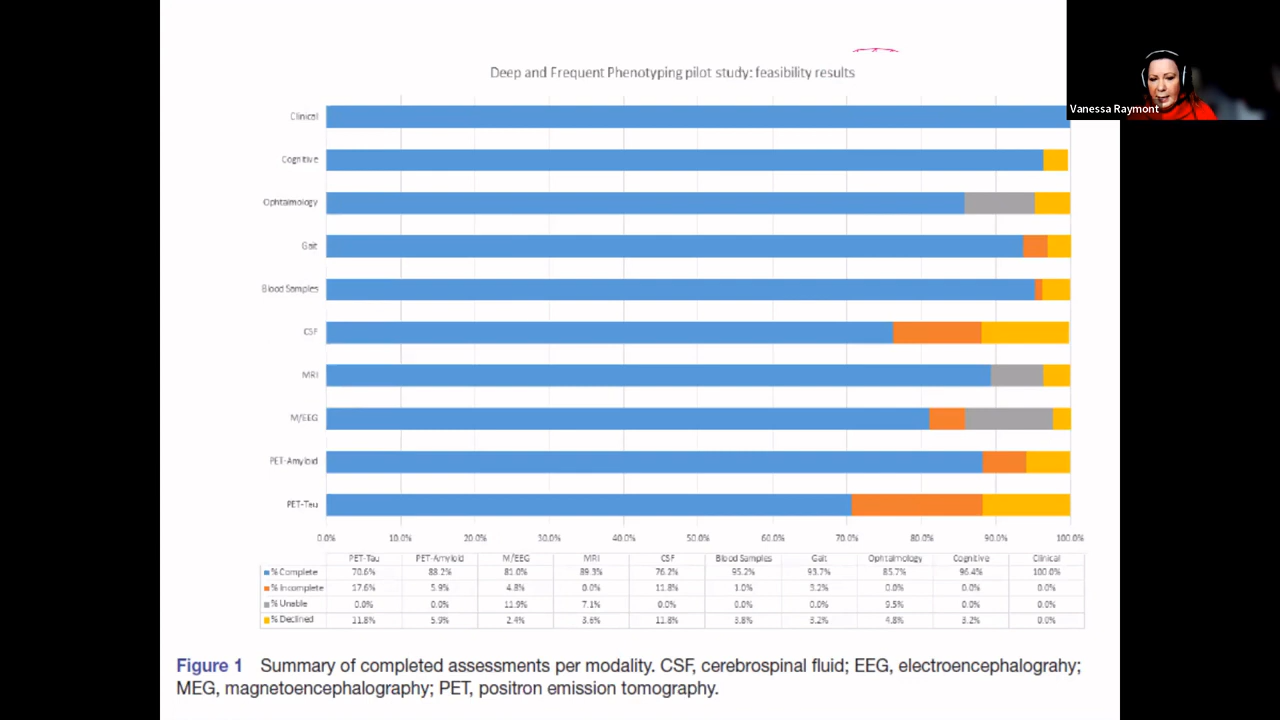 Deep and Frequent Phenotyping pilot study: feasibility results
Vanessa Raymont
Clinical
Cognitive
Ophtalmology
Gait
Blood Samples
CSF
MRI
M/EEG
PET-Amyloid
PET-Tau
0.0% 10.0% 20.0% 30.0% 40.0% 50.0% 60.0% 70.0% 80.0% 90.0% 100.0%
PET-Tau PET-Amyloid M/EEG MRI CSF Blood Samples Gait Ophtalmology Cognitive Clinical
% Complete 70.6% 88.2% 81.0% 89.3% 76.2% 95.2% 93.7% 85.7% 96.4% 100.0%
% Incomplete 17.6% 5.9% 4.8% 0.0% 11.8% 1.0% 3.2% 0.0% 0.0% 0.0%
% Unable 0.0% 0.0% 11.9% 7.1% 0.0% 0.0% 0.0% 9.5% 0.0% 0.0%
% Declined 11.8% 5.9% 2.4% 3.6% 11.8% 3.8% 3.2% 4.8% 3.2% 0.0%
Figure 1 Summary of completed assessments per modality. CSF, cerebrospinal fluid; EEG, electroencephalograhy;
MEG, magnetoencephalography; PET, positron emission tomography.